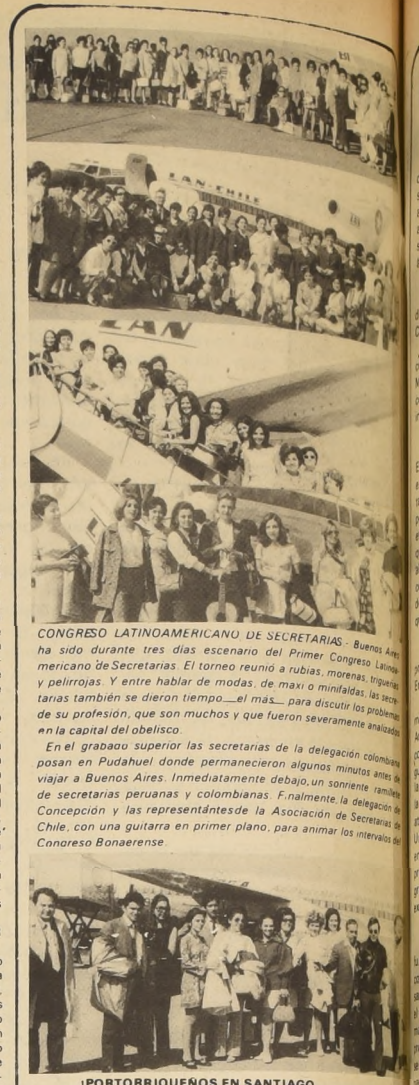 LAN-CHILE
LAN
CONGRESO LATINOAMERICANO DE SECRETARIAS.- Buenos Aires
ha sido durante tres días escenario del Primer Congreso Latinoa-
mericano de Secretarias. El torneo reunió a rubias, morenas, trigueñas
y pelirrojas. Y entre hablar de modas, de maxi o minifaldas, las secre-
tarias también se dieron tiempo—el más— para discutir los problemas
de su profesión, que son muchos y que fueron severamente analizados
en la capital del obelisco.
En el grabado superior las secretarias de la delegación colombiana
posan en Pudahuel donde permanecieron algunos minutos antes de
viajar a Buenos Aires. Inmediatamente debajo, un sonriente ramillete
de secretarias peruanas y colombianas. Finalmente, la delegación de
Concepción y las representántesde la Asociación de Secretarias de
Chile, con una guitarra en primer plano, para animar los intervalos del
Congreso Bonaerense.
¡PORTORRIQUEÑOS EN SANTIAGO